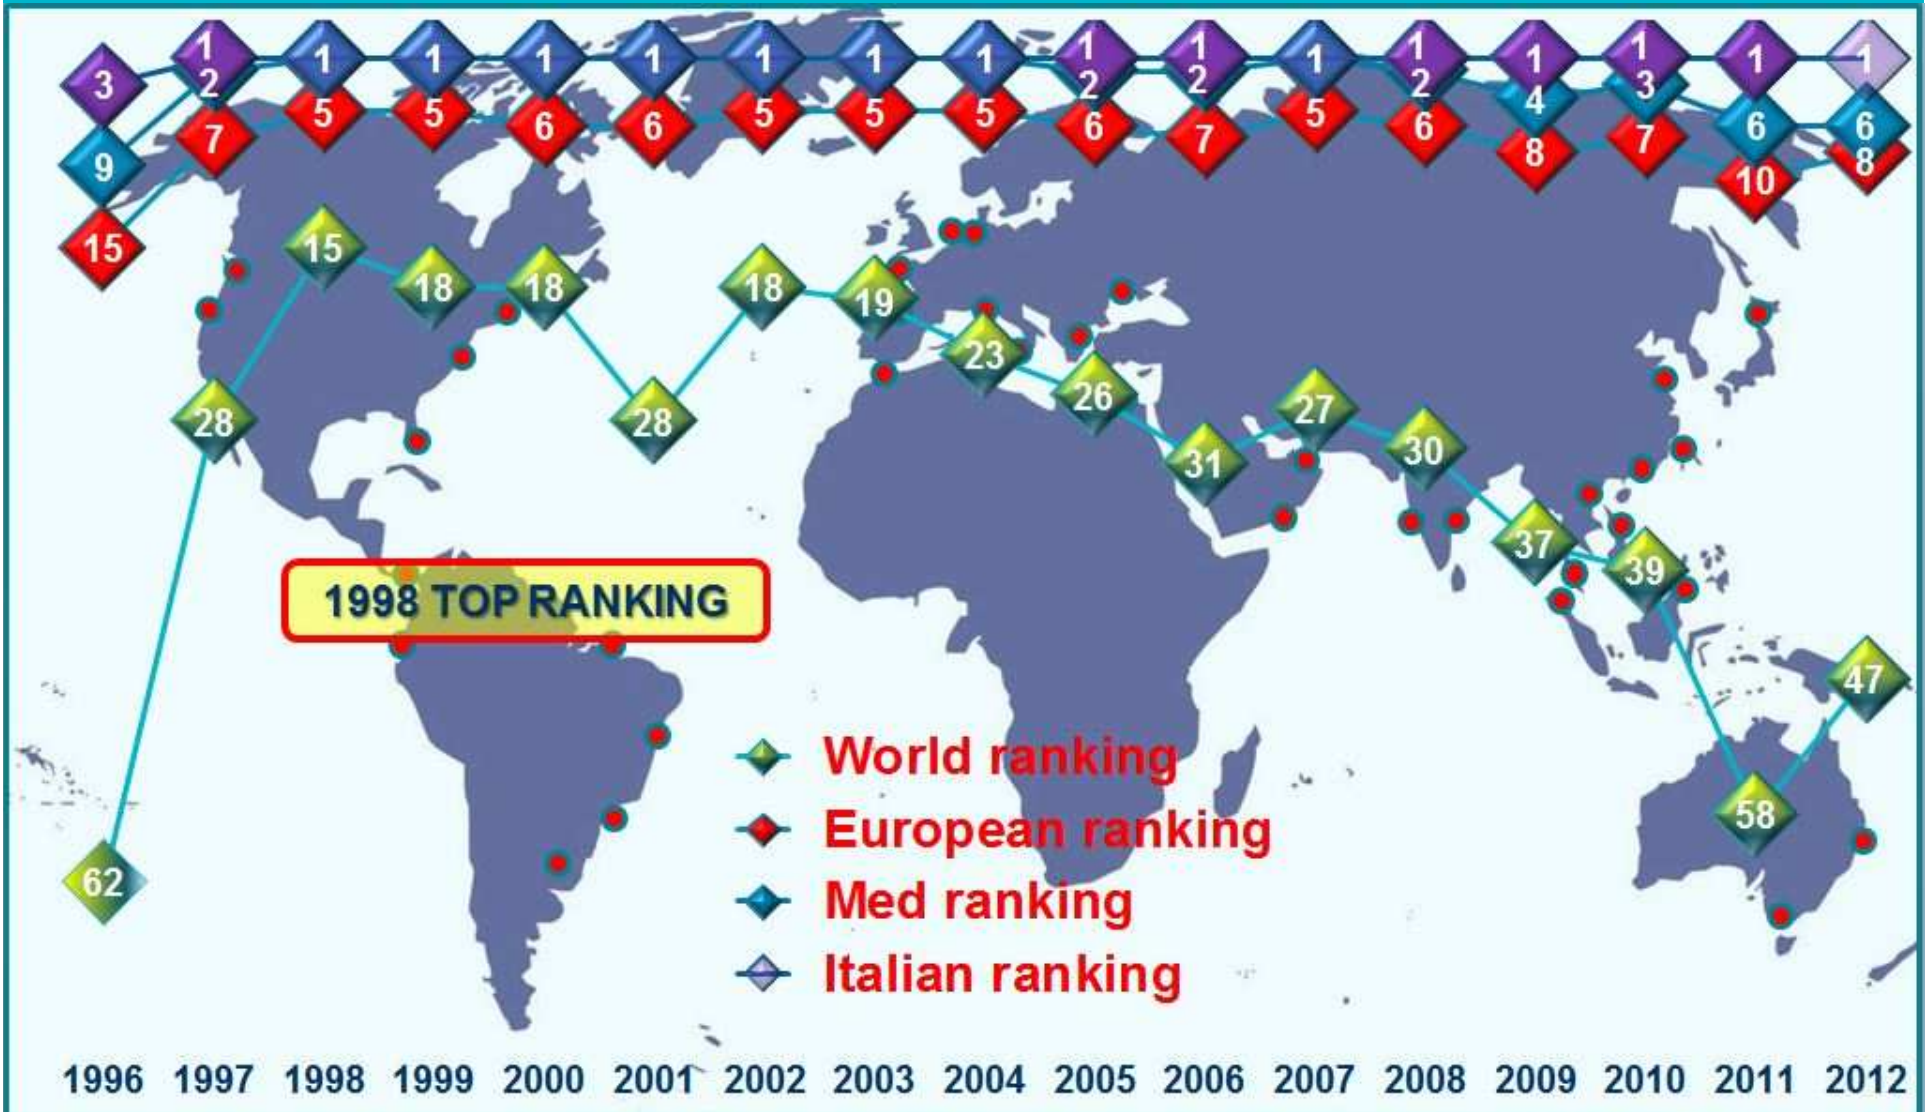 1 1 1 1 1 1 1 1 1 1 1 1 1 1 1 1
3 2 2 2 2 3
9 7 5 5 6 6 5 5 5 6 7 5 6 4 7 6 6
15 8 10 8
15 18 18 18 19
28 28 23 26 31 27 30
37 39
1998 TOP RANKING
47
World ranking
58
European ranking
62
Med ranking
Italian ranking
1996 1997 1998 1999 2000 2001 2002 2003 2004 2005 2006 2007 2008 2009 2010 2011 2012